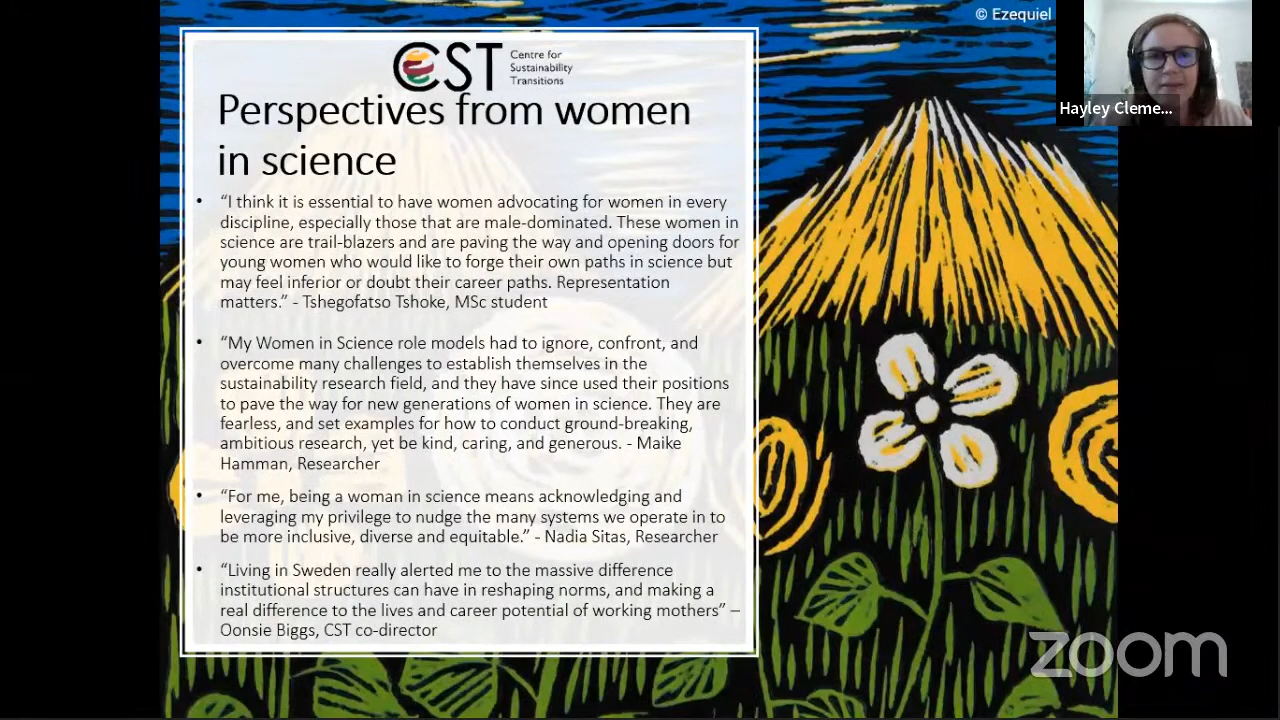 © Ezequiel
CST Centre for
Sustainability
Transitions
Perspectives from women
in science
• “I think it is essential to have women advocating for women in every
discipline, especially those that are male-dominated. These women in
science are trail-blazers and are paving the way and opening doors for
young women who would like to forge their own paths in science but
may feel inferior or doubt their career paths. Representation
matters.” - Tshegofatso Tshoke, MSc student
• “My Women in Science role models had to ignore, confront, and
overcome many challenges to establish themselves in the
sustainability research field, and they have since used their positions
to pave the way for new generations of women in science. They are
fearless, and set examples for how to conduct ground-breaking,
ambitious research, yet be kind, caring, and generous. - Maike
Hamman, Researcher
• “For me, being a woman in science means acknowledging and
leveraging my privilege to nudge the many systems we operate in to
be more inclusive, diverse and equitable.” - Nadia Sitas, Researcher
• “Living in Sweden really alerted me to the massive difference
institutional structures can have in reshaping norms, and making a
real difference to the lives and career potential of working mothers” –
Oonsie Biggs, CST co-director
Hayley Cleme...
zoom